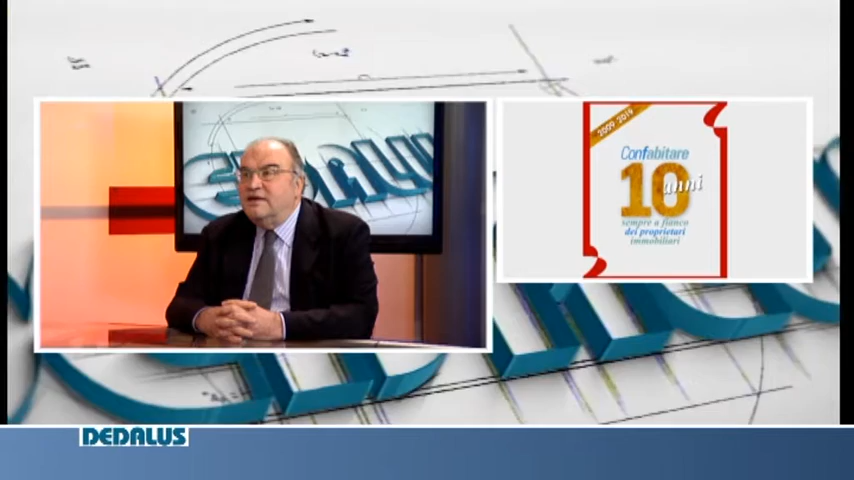 2009 2019
Confabitare
10 anni
sempre a fianco
dei proprietari
immobiliari
DEDALUS